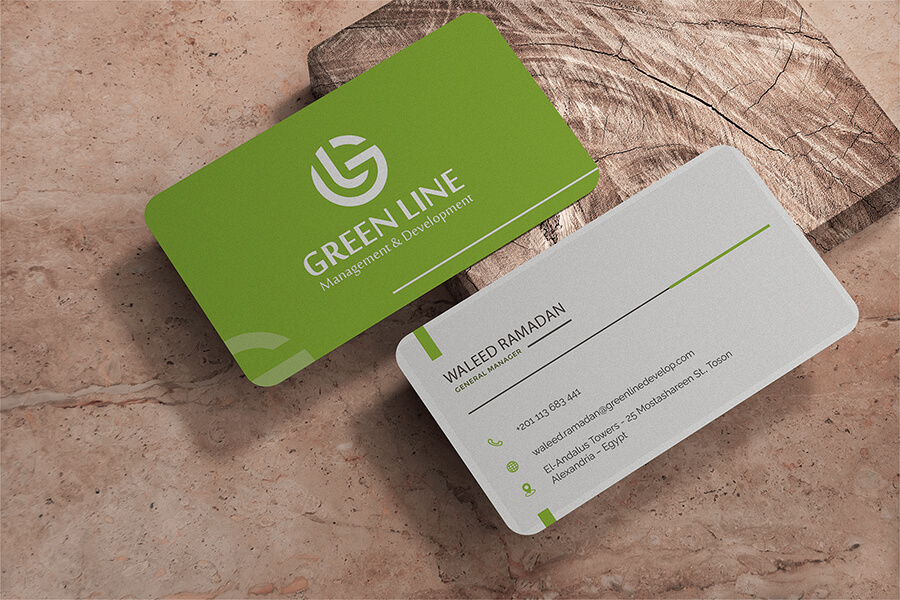 GREEN LINE
Management & Development
WALEED RAMADAN
GENERAL MANAGER
+201 113 683 441
waleed.ramadan@greenlinedevelop.com
El-Andalus Towers - 25 Mostashareen St., Toson
Alexandria - Egypt